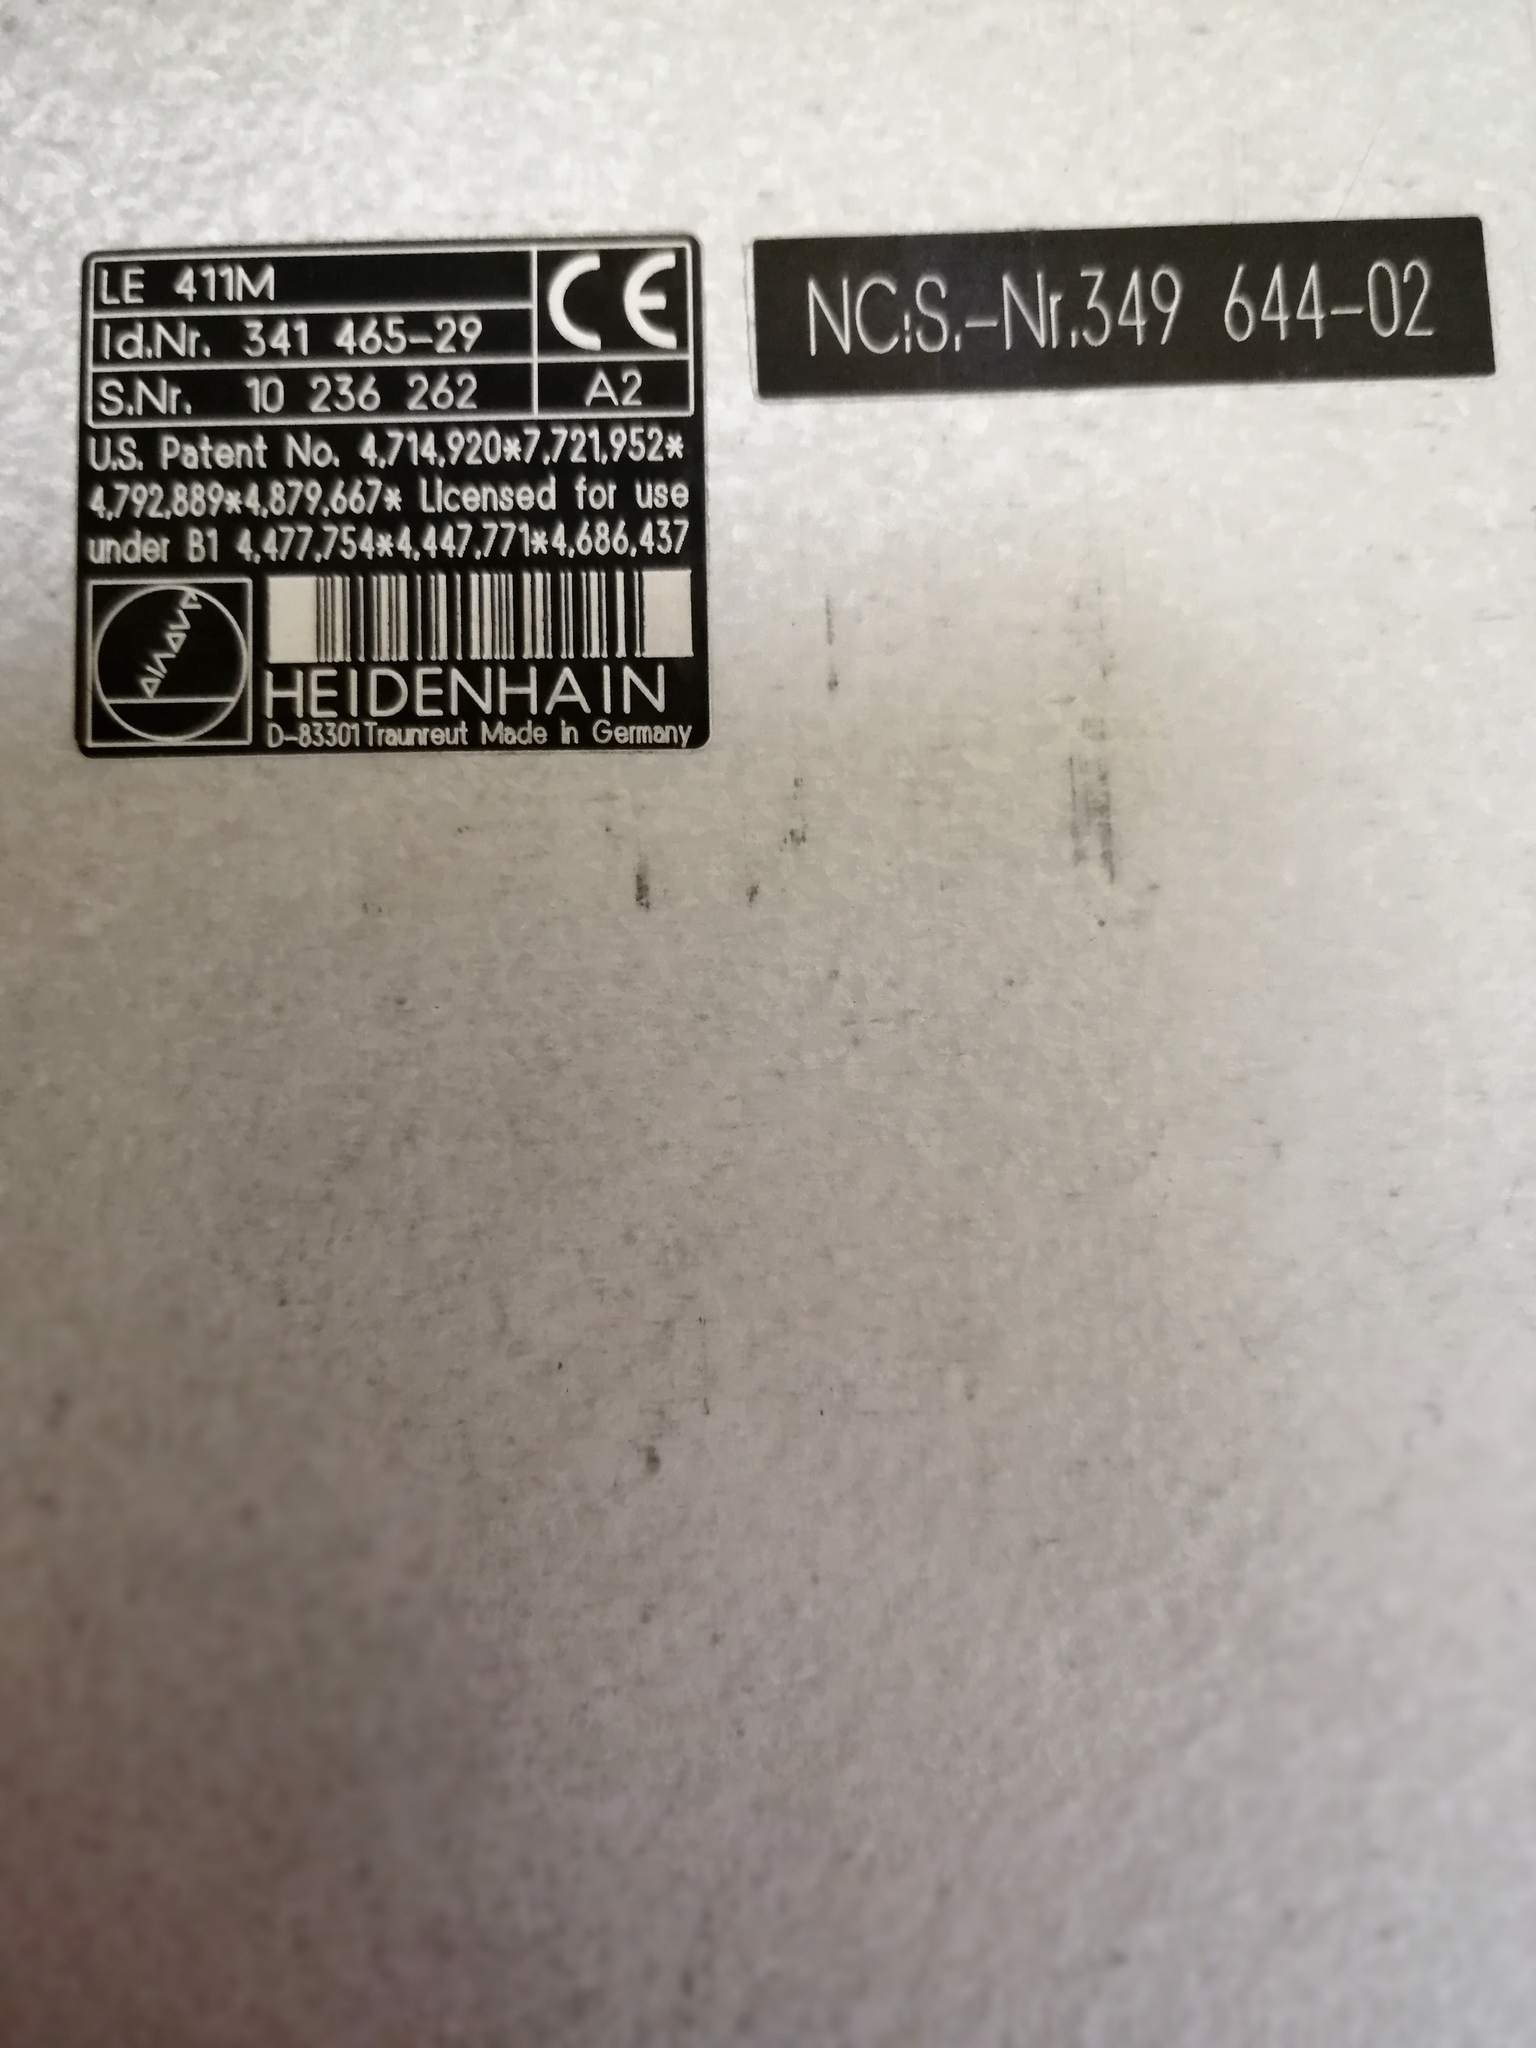 LE 411M
Id.Nr. 341 465-29
S.Nr. 10 236 262
CE
A2
U.S. Patent No. 4,714,920*7,721,952*
4,792,889*4,879,667* Licensed for use
under B1 4,477,754*4,447,771*4,686,437
HEIDENHAIN
D-83301 Traunreut Made in Germany
NC:S.-Nr.349 644-02